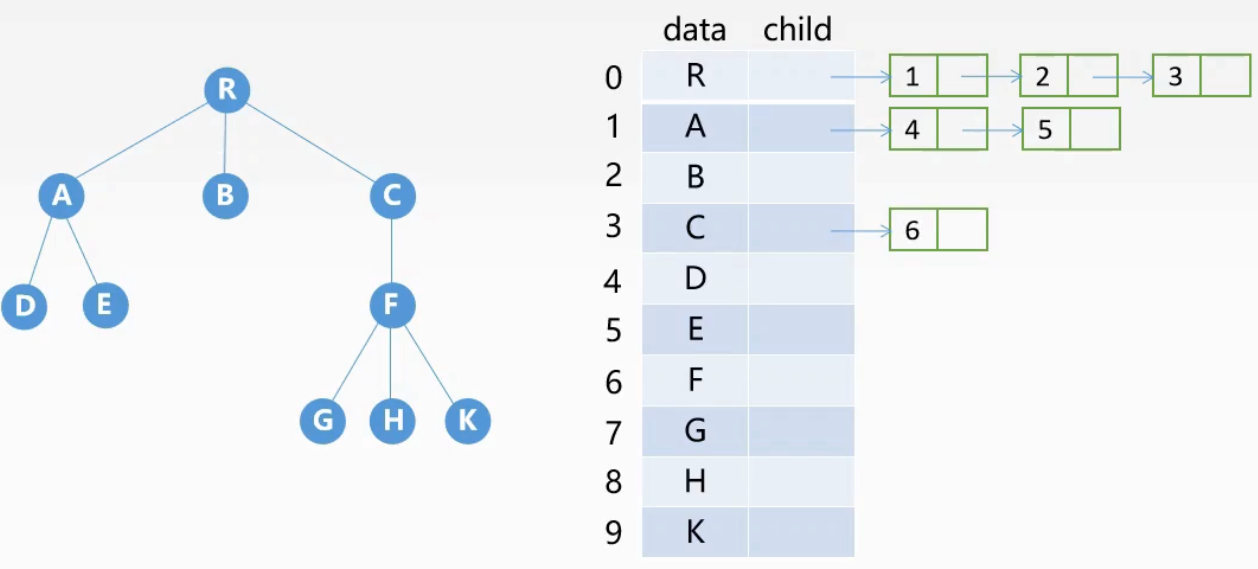 R
A B C
D E F
G H K
data child
0 R 1 2 3
1 A 4 5
2 B
3 C 6
4 D
5 E
6 F
7 G
8 H
9 K